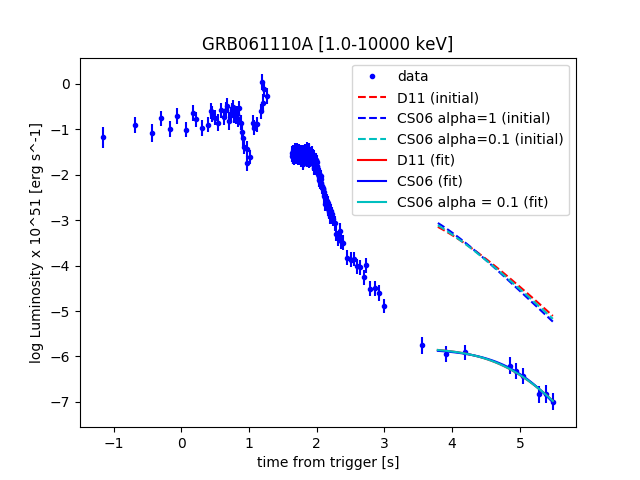 GRB061110A [1.0-10000 keV]
data
D11 (initial)
CS06 alpha=1 (initial)
CS06 alpha=0.1 (initial)
D11 (fit)
CS06 (fit)
CS06 alpha = 0.1 (fit)
log Luminosity x 10^51 [erg s^-1]
0
−1
−2
−3
−4
−5
−6
−7
−1 0 1 2 3 4 5
time from trigger [s]